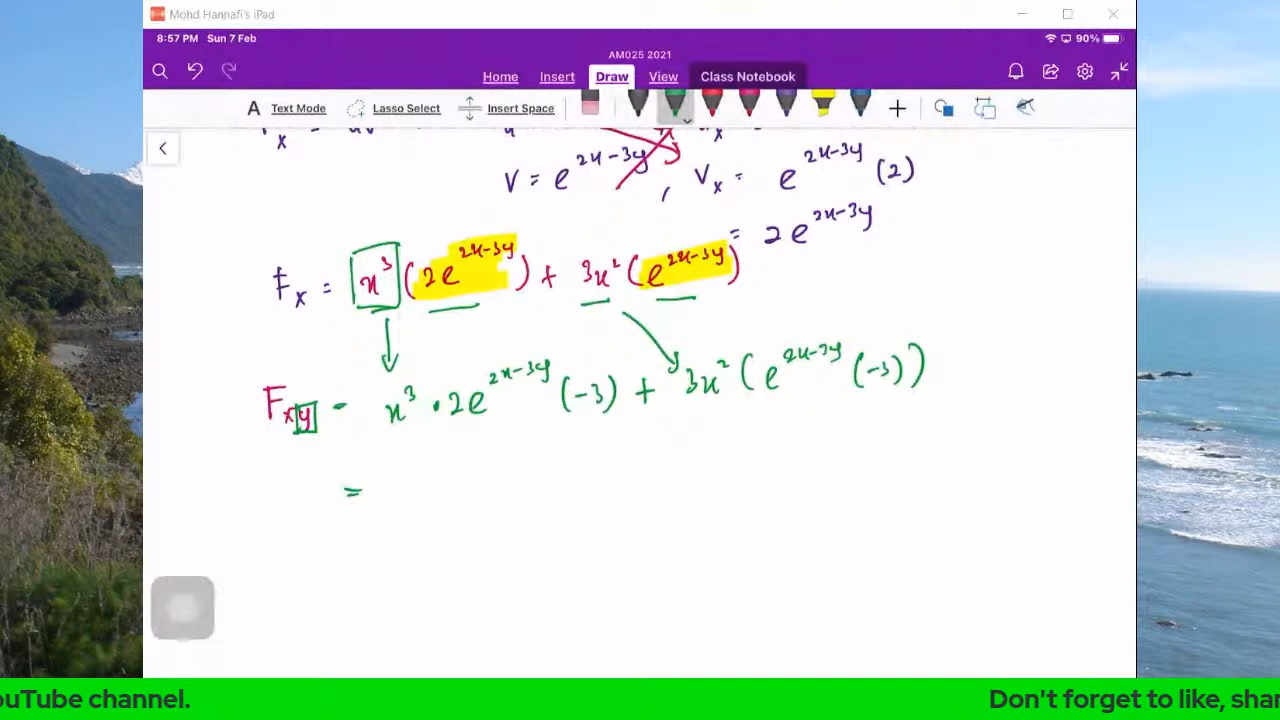 Mohd Hannafi's iPad
8:57 PM Sun 7 Feb
90%
AM025 2021
Home Insert Draw View Class Notebook
A Text Mode Lasso Select Insert Space
V = e^{2x-3y} , V_x = e^{2x-3y} (2)
= 2e^{2x-3y}
F_x = x^3 (2e^{2x-3y}) + 3x^2 (e^{2x-3y})
F_{xy} = x^3 · 2e^{2x-3y} (-3) + 3x^2 (e^{2x-3y} (-3))
=
ouTube channel. Don't forget to like, shar